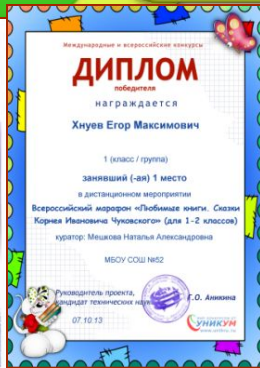 Международные и всероссийские конкурсы
ДИПЛОМ
победителя
награждается
Хнуев Егор Максимович
1 (класс / группа)
занявший (-ая) 1 место
в дистанционном мероприятии
Всероссийский марафон «Любимые книги. Сказки
Корнея Ивановича Чуковского» (для 1-2 классов)
куратор: Мешкова Наталья Александровна
МБОУ СОШ №52
Руководитель проекта,
кандидат технических наук
Г.О. Аникина
07.10.13
УНИКУМ